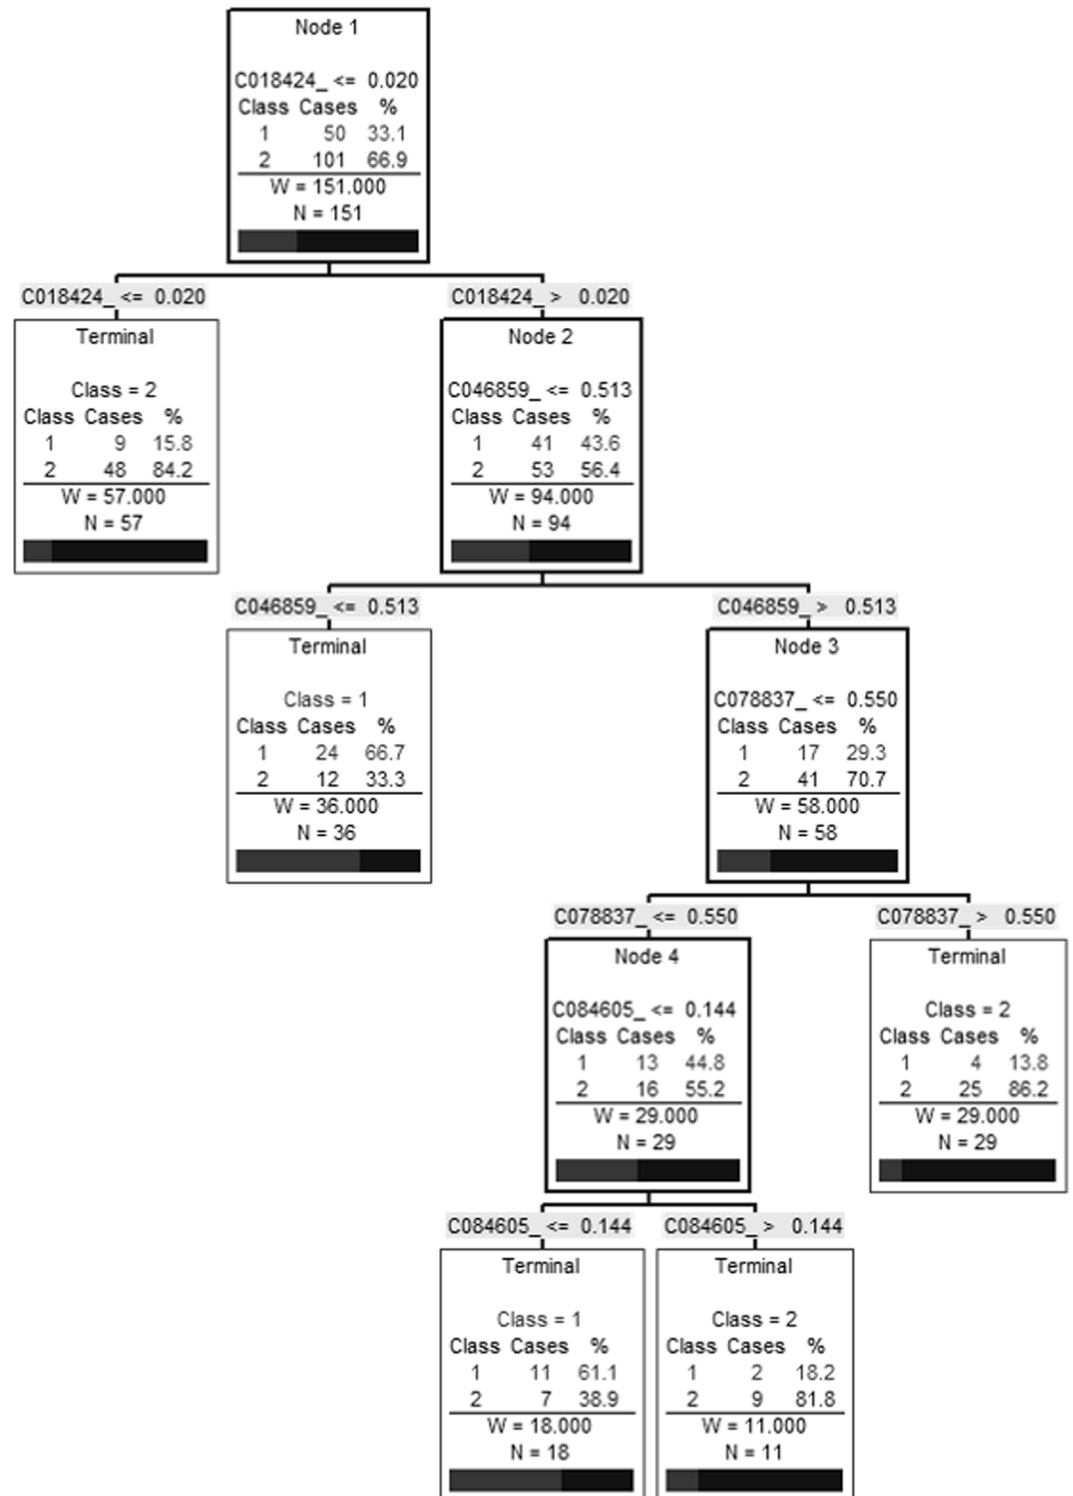 Node 1
C018424_ <= 0.020
Class Cases %
1 50 33.1
2 101 66.9
W = 151.000
N = 151
C018424_ <= 0.020
C018424_ > 0.020
Terminal
Class = 2
Class Cases %
1 9 15.8
2 48 84.2
W = 57.000
N = 57
Node 2
C046859_ <= 0.513
Class Cases %
1 41 43.6
2 53 56.4
W = 94.000
N = 94
C046859_ <= 0.513
C046859_ > 0.513
Terminal
Class = 1
Class Cases %
1 24 66.7
2 12 33.3
W = 36.000
N = 36
Node 3
C078837_ <= 0.550
Class Cases %
1 17 29.3
2 41 70.7
W = 58.000
N = 58
C078837_ <= 0.550
C078837_ > 0.550
Node 4
C084605_ <= 0.144
Class Cases %
1 13 44.8
2 16 55.2
W = 29.000
N = 29
Terminal
Class = 2
Class Cases %
1 4 13.8
2 25 86.2
W = 29.000
N = 29
C084605_ <= 0.144
C084605_ > 0.144
Terminal
Class = 1
Class Cases %
1 11 61.1
2 7 38.9
W = 18.000
N = 18
Terminal
Class = 2
Class Cases %
1 2 18.2
2 9 81.8
W = 11.000
N = 11